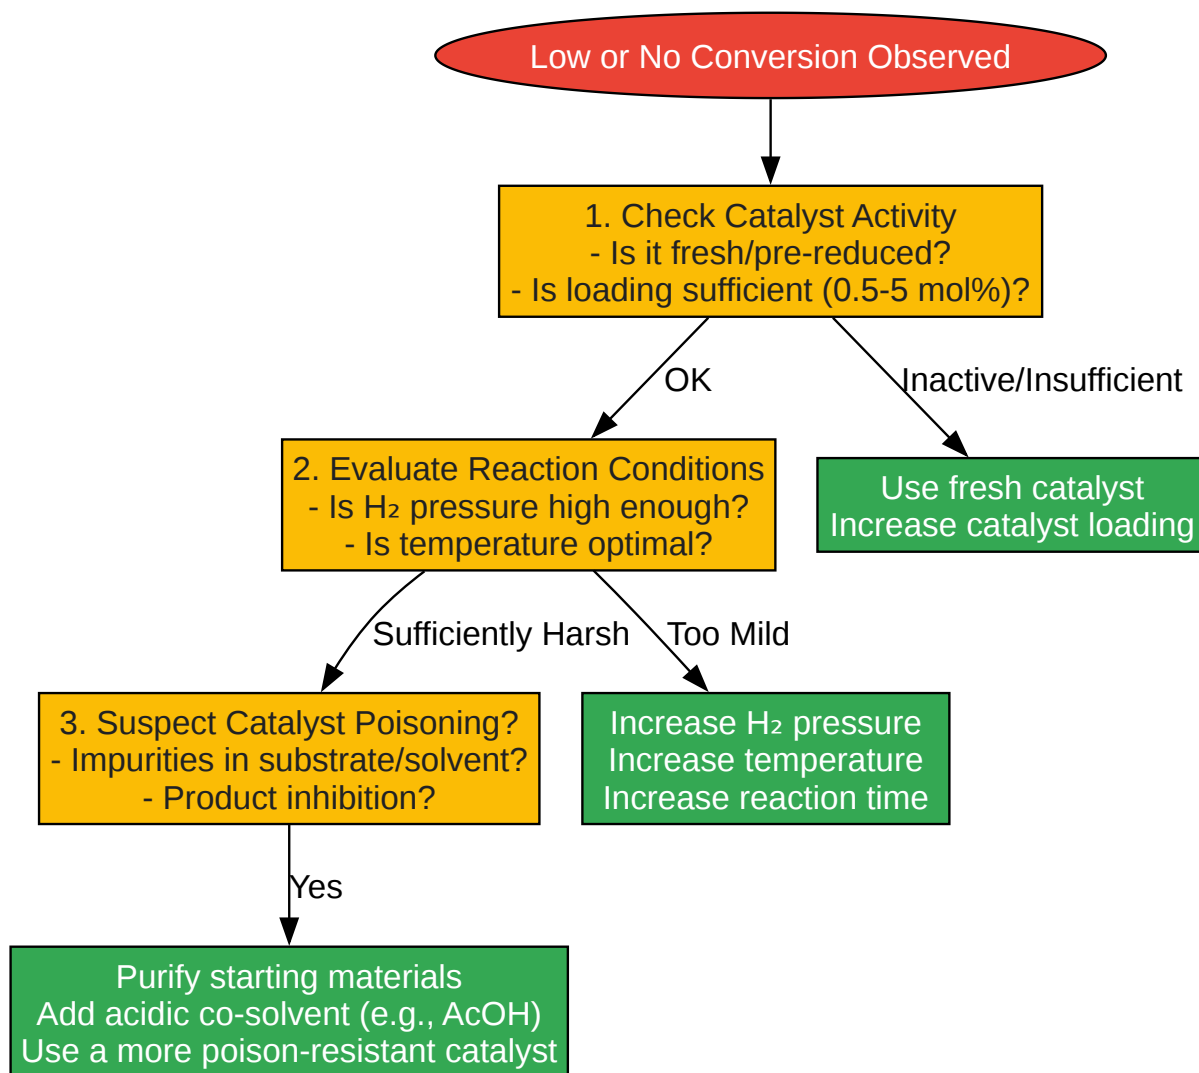 Low or No Conversion Observed
1. Check Catalyst Activity
- Is it fresh/pre-reduced?
- Is loading sufficient (0.5-5 mol%)?
OK
Inactive/Insufficient
2. Evaluate Reaction Conditions
- Is H₂ pressure high enough?
- Is temperature optimal?
Use fresh catalyst
Increase catalyst loading
Sufficiently Harsh
Too Mild
3. Suspect Catalyst Poisoning?
- Impurities in substrate/solvent?
- Product inhibition?
Increase H₂ pressure
Increase temperature
Increase reaction time
Yes
Purify starting materials
Add acidic co-solvent (e.g., AcOH)
Use a more poison-resistant catalyst